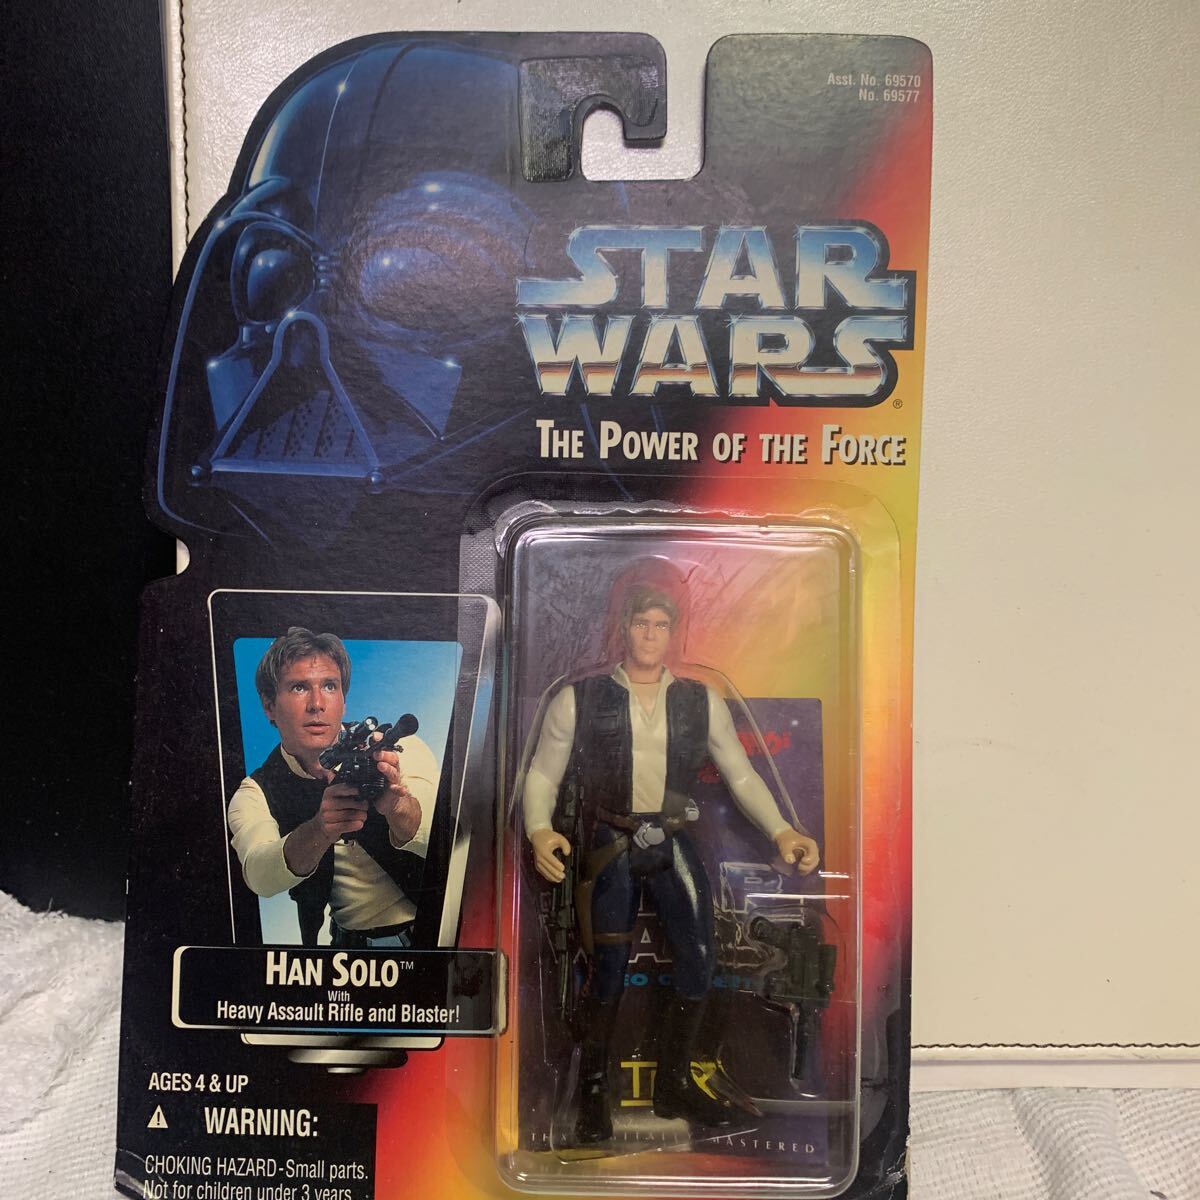 Asst. No. 69570
No. 69577
STAR
WARS®
THE POWER OF THE FORCE
HAN SOLO™
With
Heavy Assault Rifle and Blaster!
AGES 4 & UP
WARNING:
CHOKING HAZARD-Small parts.
Not for children under 3 years.